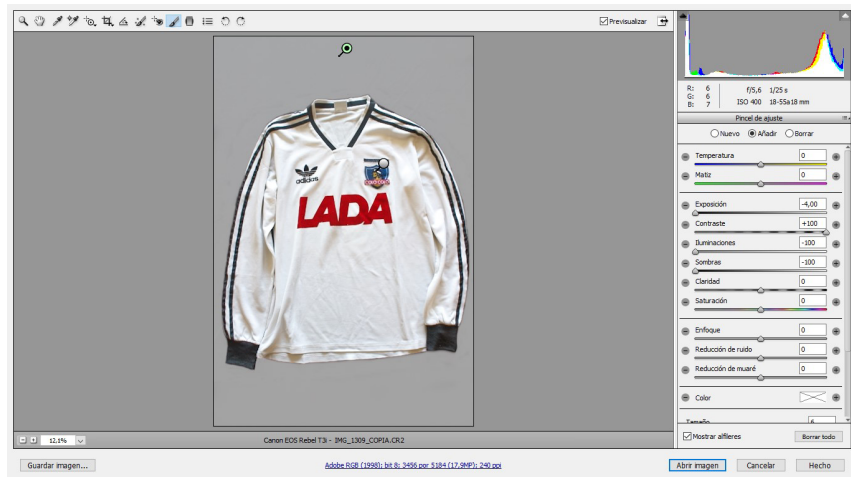 Previsualizar
R: 6
G: 6
B: 7
f/5,6 1/25 s
ISO 400 18-55a18 mm
Pincel de ajuste
Nuevo Añadir Borrar
Temperatura 0
Matiz 0
Exposición -4,00
Contraste +100
Iluminaciones -100
Sombras -100
Claridad 0
Saturación 0
Enfoque 0
Reducción de ruido 0
Reducción de muaré 0
Color
Tamaño 6
Mostrar alfileres Borrar todo
adidas
LADA
12,1% Canon EOS Rebel T3i - IMG_1309_COPIA.CR2
Guardar imagen... Adobe RGB (1998); bit 8; 3456 por 5184 (17,9MP); 240 ppi Abrir imagen Cancelar Hecho